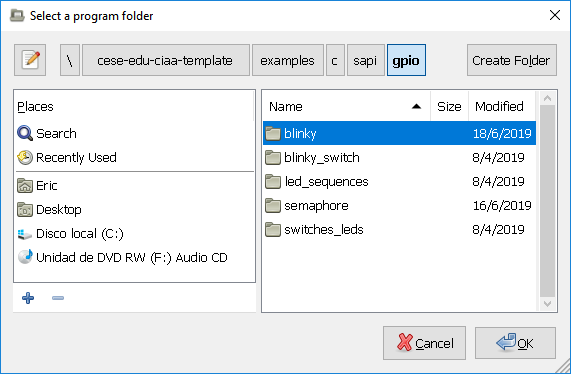 Select a program folder
\ cese-edu-ciaa-template examples c sapi gpio Create Folder
Places
Search
Recently Used
Eric
Desktop
Disco local (C:)
Unidad de DVD RW (F:) Audio CD
Name Size Modified
blinky 18/6/2019
blinky_switch 8/4/2019
led_sequences 8/4/2019
semaphore 16/6/2019
switches_leds 8/4/2019
Cancel OK